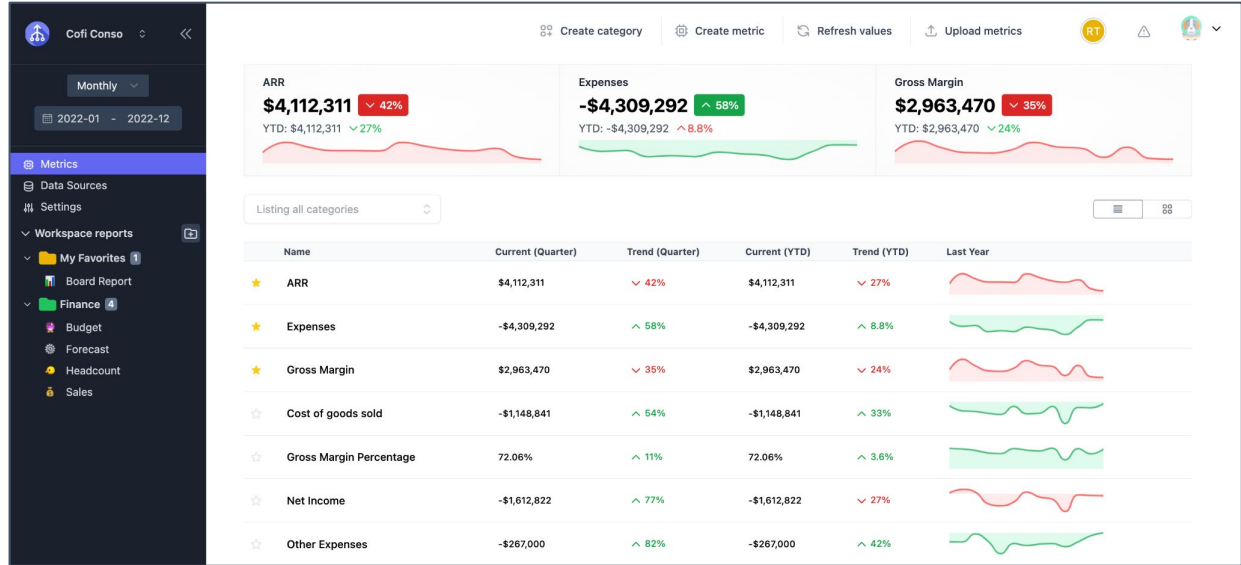 Cofi Conso
Create category
Create metric
Refresh values
Upload metrics
RT
Monthly
2022-01 - 2022-12
Metrics
Data Sources
Settings
Workspace reports
My Favorites 1
Board Report
Finance 4
Budget
Forecast
Headcount
Sales
ARR
$4,112,311 42%
YTD: $4,112,311 27%
Expenses
-$4,309,292 58%
YTD: -$4,309,292 8.8%
Gross Margin
$2,963,470 35%
YTD: $2,963,470 24%
Listing all categories
Name Current (Quarter) Trend (Quarter) Current (YTD) Trend (YTD) Last Year
ARR $4,112,311 42% $4,112,311 27%
Expenses -$4,309,292 58% -$4,309,292 8.8%
Gross Margin $2,963,470 35% $2,963,470 24%
Cost of goods sold -$1,148,841 54% -$1,148,841 33%
Gross Margin Percentage 72.06% 11% 72.06% 3.6%
Net Income -$1,612,822 77% -$1,612,822 27%
Other Expenses -$267,000 82% -$267,000 42%